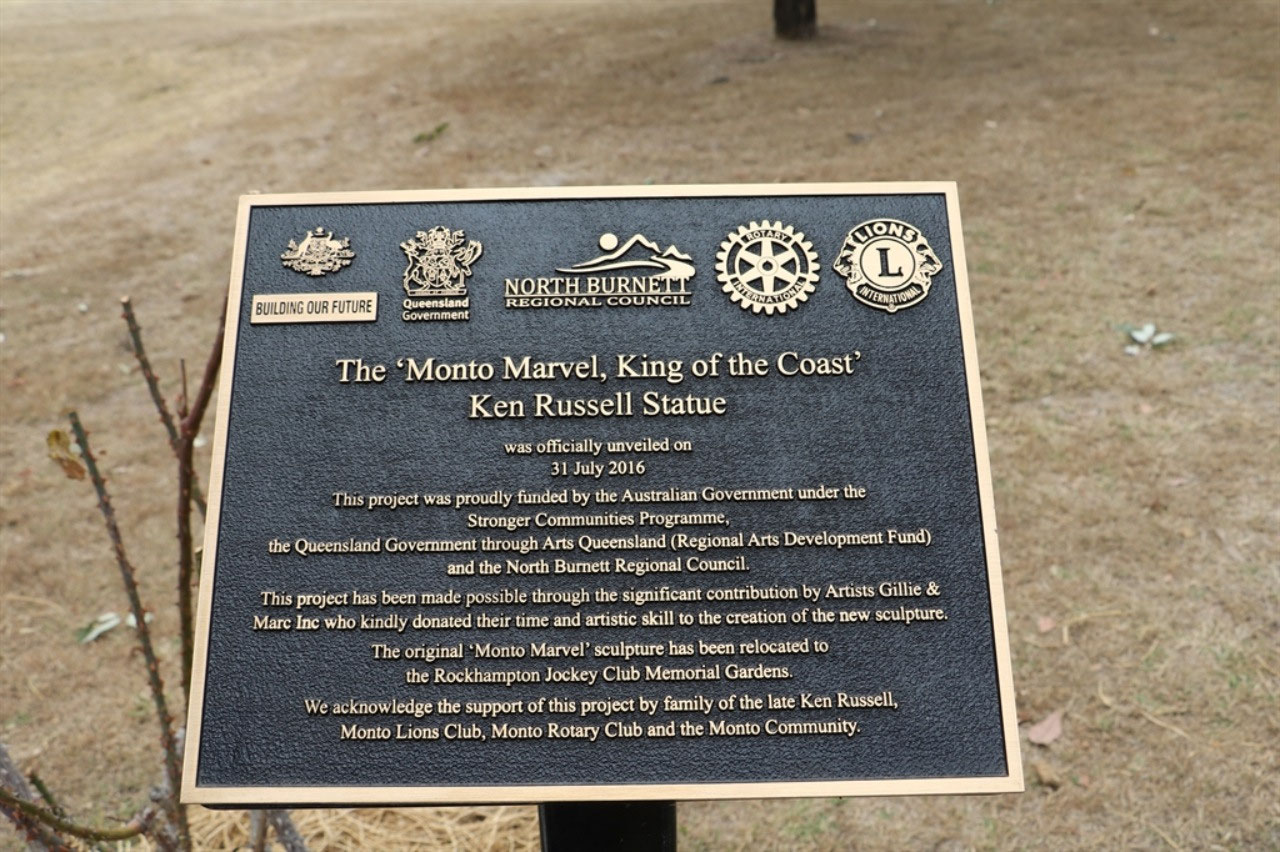 BUILDING OUR FUTURE
Queensland
Government
NORTH BURNETT
REGIONAL COUNCIL
ROTARY
INTERNATIONAL
LIONS
L
INTERNATIONAL
The ‘Monto Marvel, King of the Coast’
Ken Russell Statue
was officially unveiled on
31 July 2016
This project was proudly funded by the Australian Government under the
Stronger Communities Programme,
the Queensland Government through Arts Queensland (Regional Arts Development Fund)
and the North Burnett Regional Council.
This project has been made possible through the significant contribution by Artists Gillie &
Marc Inc who kindly donated their time and artistic skill to the creation of the new sculpture.
The original ‘Monto Marvel’ sculpture has been relocated to
the Rockhampton Jockey Club Memorial Gardens.
We acknowledge the support of this project by family of the late Ken Russell,
Monto Lions Club, Monto Rotary Club and the Monto Community.